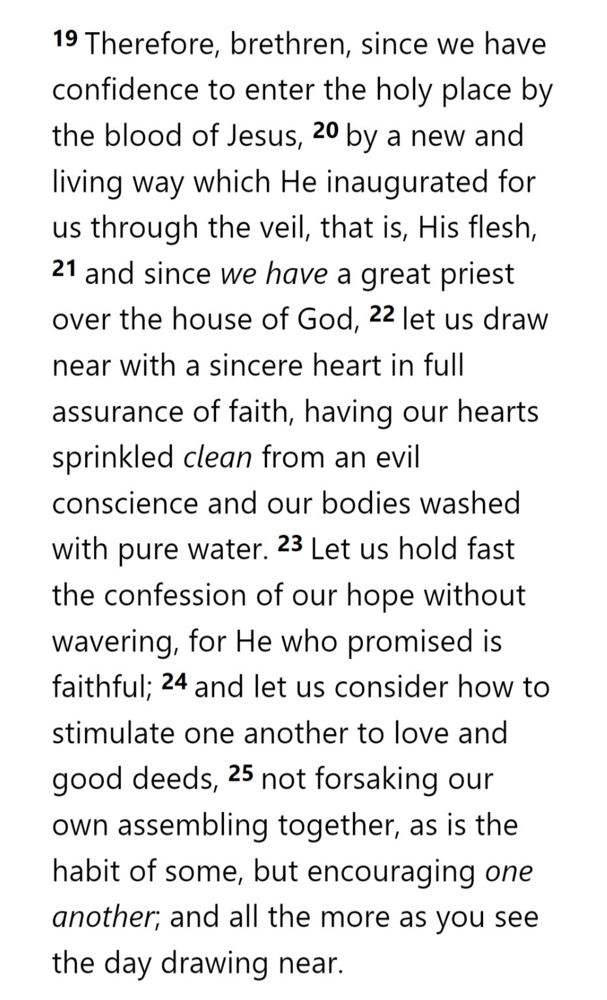 19 Therefore, brethren, since we have
confidence to enter the holy place by
the blood of Jesus, 20 by a new and
living way which He inaugurated for
us through the veil, that is, His flesh,
21 and since we have a great priest
over the house of God, 22 let us draw
near with a sincere heart in full
assurance of faith, having our hearts
sprinkled clean from an evil
conscience and our bodies washed
with pure water. 23 Let us hold fast
the confession of our hope without
wavering, for He who promised is
faithful; 24 and let us consider how to
stimulate one another to love and
good deeds, 25 not forsaking our
own assembling together, as is the
habit of some, but encouraging one
another; and all the more as you see
the day drawing near.